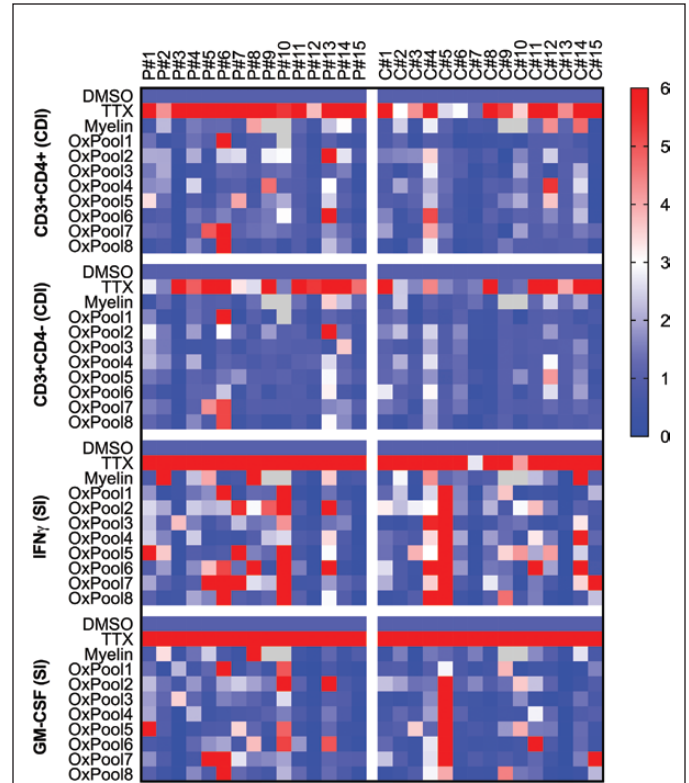 P#1 P#2 P#3 P#4 P#5 P#6 P#7 P#8 P#9 P#10 P#11 P#12 P#13 P#14 P#15 C#1 C#2 C#3 C#4 C#5 C#6 C#7 C#8 C#9 C#10 C#11 C#12 C#13 C#14 C#15
CD3+CD4+ (CDI)
DMSO
TTX
Myelin
OxPool1
OxPool2
OxPool3
OxPool4
OxPool5
OxPool6
OxPool7
OxPool8
CD3+CD4- (CDI)
DMSO
TTX
Myelin
OxPool1
OxPool2
OxPool3
OxPool4
OxPool5
OxPool6
OxPool7
OxPool8
IFNγ (SI)
DMSO
TTX
Myelin
OxPool1
OxPool2
OxPool3
OxPool4
OxPool5
OxPool6
OxPool7
OxPool8
GM-CSF (SI)
DMSO
TTX
Myelin
OxPool1
OxPool2
OxPool3
OxPool4
OxPool5
OxPool6
OxPool7
OxPool8
6
5
4
3
2
1
0